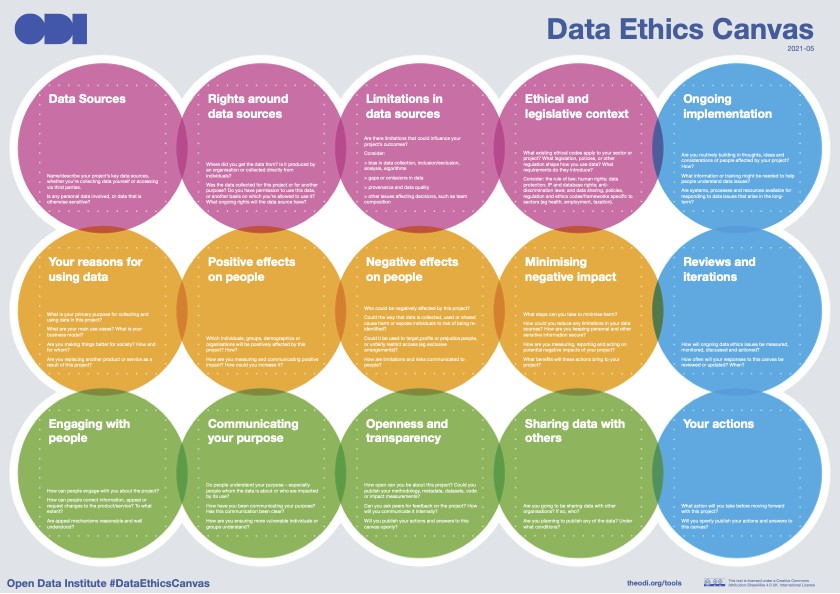 ODI
Data Ethics Canvas
2021-05
Data Sources
Name/describe your project's key data sources,
whether you're collecting data yourself or accessing
via third parties.
Is any personal data involved, or data that is
otherwise sensitive?
Rights around
data sources
Where did you get the data from? Is it produced by
an organisation or collected directly from
individuals?
Was the data collected for this project or for another
purpose? Do you have permission to use this data,
or another basis on which you're allowed to use it?
What ongoing rights will the data source have?
Limitations in
data sources
Are there limitations that could influence your
project's outcomes?
Consider:
> bias in data collection, inclusion/exclusion,
analysis, algorithms
> gaps or omissions in data
> provenance and data quality
> other issues affecting decisions, such as team
composition
Ethical and
legislative context
What existing ethical codes apply to your sector or
project? What legislation, policies, or other
regulation shape how you use data? What
requirements do they introduce?
Consider: the rule of law; human rights; data
protection; IP and database rights; anti-
discrimination laws; and data sharing, policies,
regulation and ethics codes/frameworks specific to
sectors (eg health, employment, taxation).
Ongoing
implementation
Are you routinely building in thoughts, ideas and
considerations of people affected by your project?
How?
What information or training might be needed to help
people understand data issues?
Are systems, processes and resources available for
responding to data issues that arise in the long-
term?
Your reasons for
using data
What is your primary purpose for collecting and
using data in this project?
What are your main use cases? What is your
business model?
Are you making things better for society? How and
for whom?
Are you replacing another product or service as a
result of this project?
Positive effects
on people
Which individuals, groups, demographics or
organisations will be positively affected by this
project? How?
How are you measuring and communicating positive
impact? How could you increase it?
Negative effects
on people
Who could be negatively affected by this project?
Could the way that data is collected, used or shared
cause harm or expose individuals to risk of being re-
identified?
Could it be used to target, profile or prejudice people,
or unfairly restrict access (eg exclusive
arrangements)?
How are limitations and risks communicated to
people?
Minimising
negative impact
What steps can you take to minimise harm?
How could you reduce any limitations in your data
sources? How are you keeping personal and other
sensitive information secure?
How are you measuring, reporting and acting on
potential negative impacts of your project?
What benefits will these actions bring to your
project?
Reviews and
iterations
How will ongoing data ethics issues be measured,
monitored, discussed and actioned?
How often will your responses to this canvas be
reviewed or updated? When?
Engaging with
people
How can people engage with you about the project?
How can people correct information, appeal or
request changes to the product/service? To what
extent?
Are appeal mechanisms reasonable and well
understood?
Communicating
your purpose
Do people understand your purpose – especially
people whom the data is about or who are impacted
by its use?
How have you been communicating your purpose?
Has this communication been clear?
How are you ensuring more vulnerable individuals or
groups understand?
Openness and
transparency
How open can you be about this project? Could you
publish your methodology, metadata, datasets, code
or impact measurements?
Can you ask peers for feedback on the project? How
will you communicate it internally?
Will you publish your actions and answers to this
canvas openly?
Sharing data with
others
Are you going to be sharing data with other
organisations? If so, who?
Are you planning to publish any of the data? Under
what conditions?
Your actions
What action will you take before moving forward
with this project?
Will you openly publish your actions and answers to
this canvas?
Open Data Institute #DataEthicsCanvas
theodi.org/tools
This text is licensed under a Creative Commons
Attribution ShareAlike 4.0 UK: International License